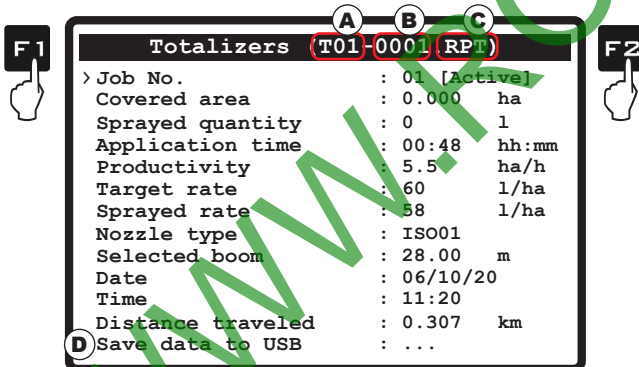 A B C
F1 F2
Totalizers (T01-0001.RPT)
>Job No. : 01 [Active]
Covered area : 0.000 ha
Sprayed quantity : 0 l
Application time : 00:48 hh:mm
Productivity : 5.5 ha/h
Target rate : 60 l/ha
Sprayed rate : 58 l/ha
Nozzle type : ISO01
Selected boom : 28.00 m
Date : 06/10/20
Time : 11:20
Distance traveled : 0.307 km
D Save data to USB : ...
WWW.RO